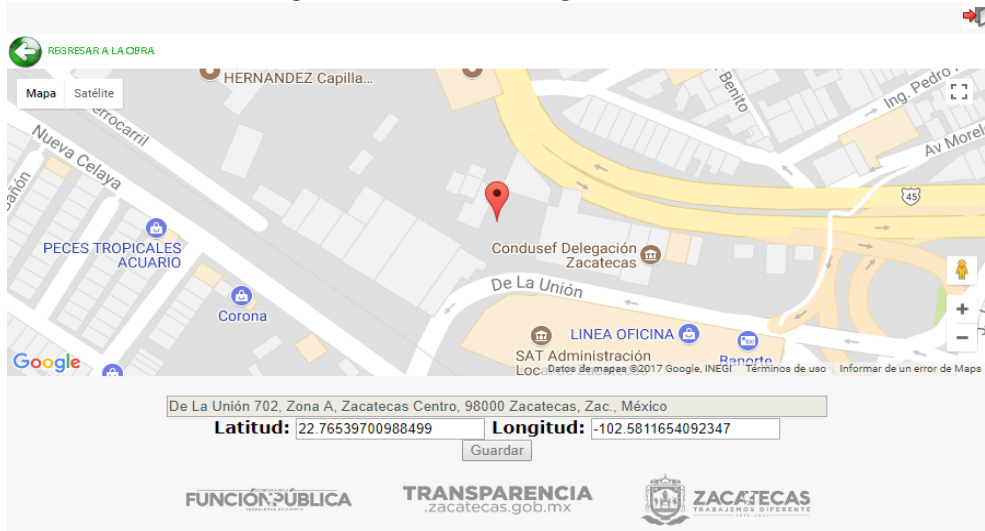 REGRESAR A LA OBRA
HERNANDEZ Capilla...
Mapa Satélite
errocarril
Nueva Celaya
Benito
Ing. Pedro
Av Morel
45
PECES TROPICALES
ACUARIO
Condusef Delegación
Zacatecas
De La Unión
Corona
LINEA OFICINA
SAT Administración
Banorte
Google
Datos de mapas ©2017 Google, INEGI Términos de uso Informar de un error de Maps
De La Unión 702, Zona A, Zacatecas Centro, 98000 Zacatecas, Zac., México
Latitud: 22.76539700988499 Longitud: -102.5811654092347
Guardar
FUNCIÓN PÚBLICA
TRANSPARENCIA
.zacatecas.gob.mx
ZACATECAS
TRABAJEMOS DIFERENTE